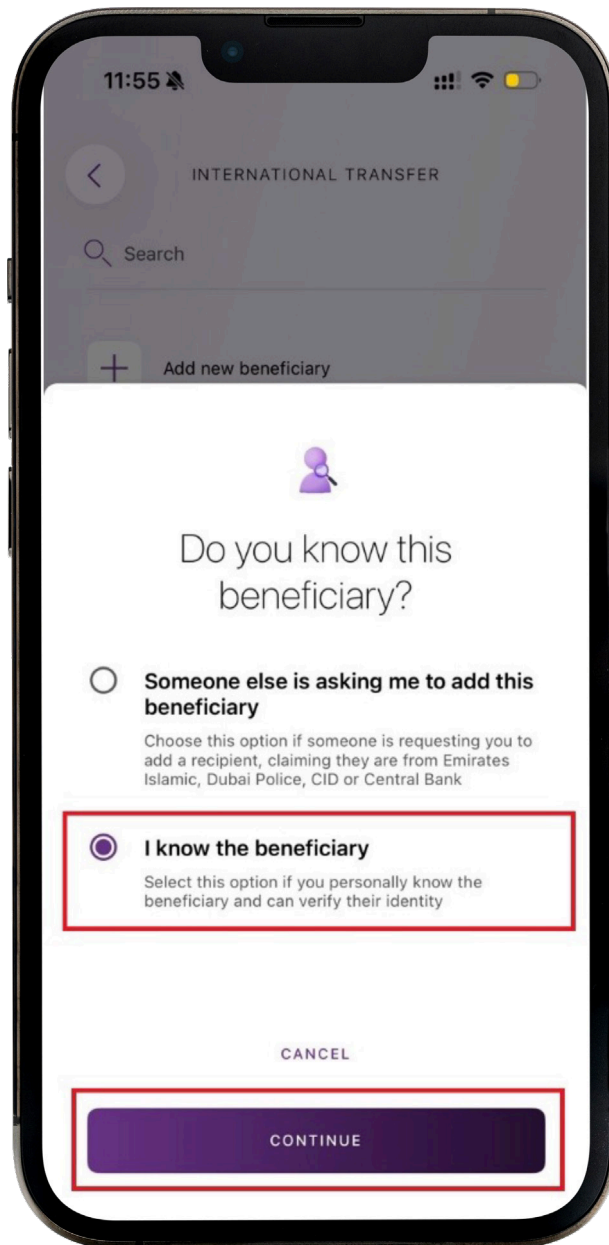 11:55
INTERNATIONAL TRANSFER
Search
Add new beneficiary
Do you know this
beneficiary?
Someone else is asking me to add this
beneficiary
Choose this option if someone is requesting you to
add a recipient, claiming they are from Emirates
Islamic, Dubai Police, CID or Central Bank
I know the beneficiary
Select this option if you personally know the
beneficiary and can verify their identity
CANCEL
CONTINUE